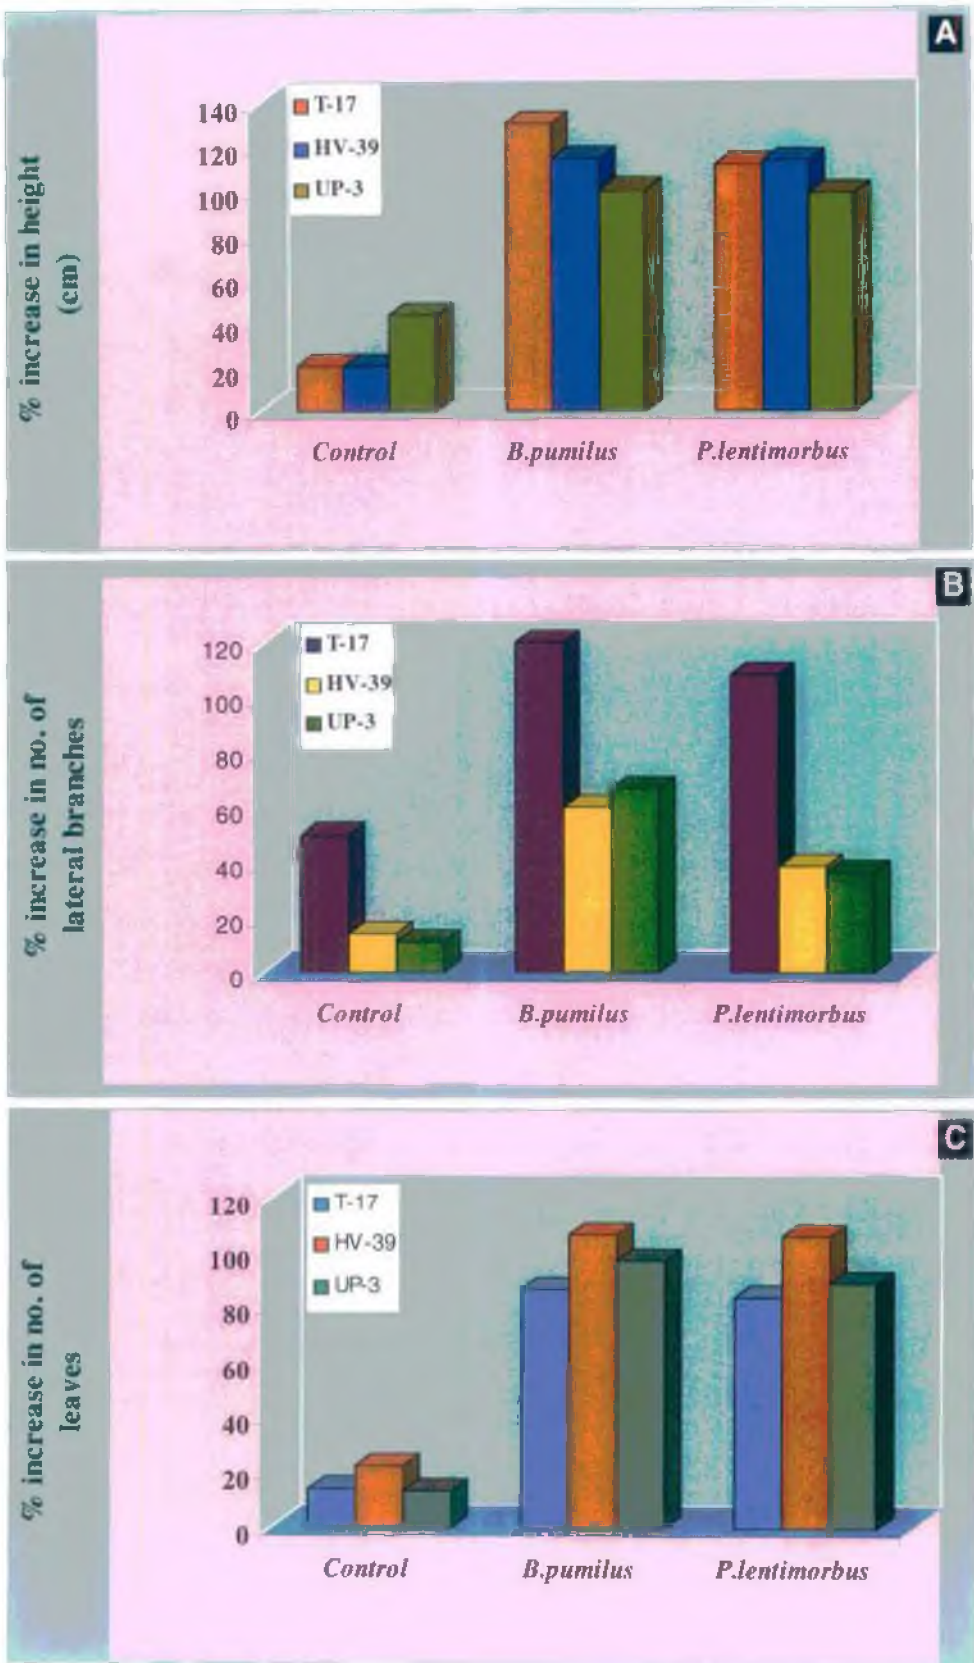 A
% increase in height
(cm)
140
120
100
80
60
40
20
0
T-17
HV-39
UP-3
Control
B.pumilus
P.lentimorbus
B
% increase in no. of
lateral branches
120
100
80
60
40
20
0
T-17
HV-39
UP-3
Control
B.pumilus
P.lentimorbus
C
% increase in no. of
leaves
120
100
80
60
40
20
0
T-17
HV-39
UP-3
Control
B.pumilus
P.lentimorbus